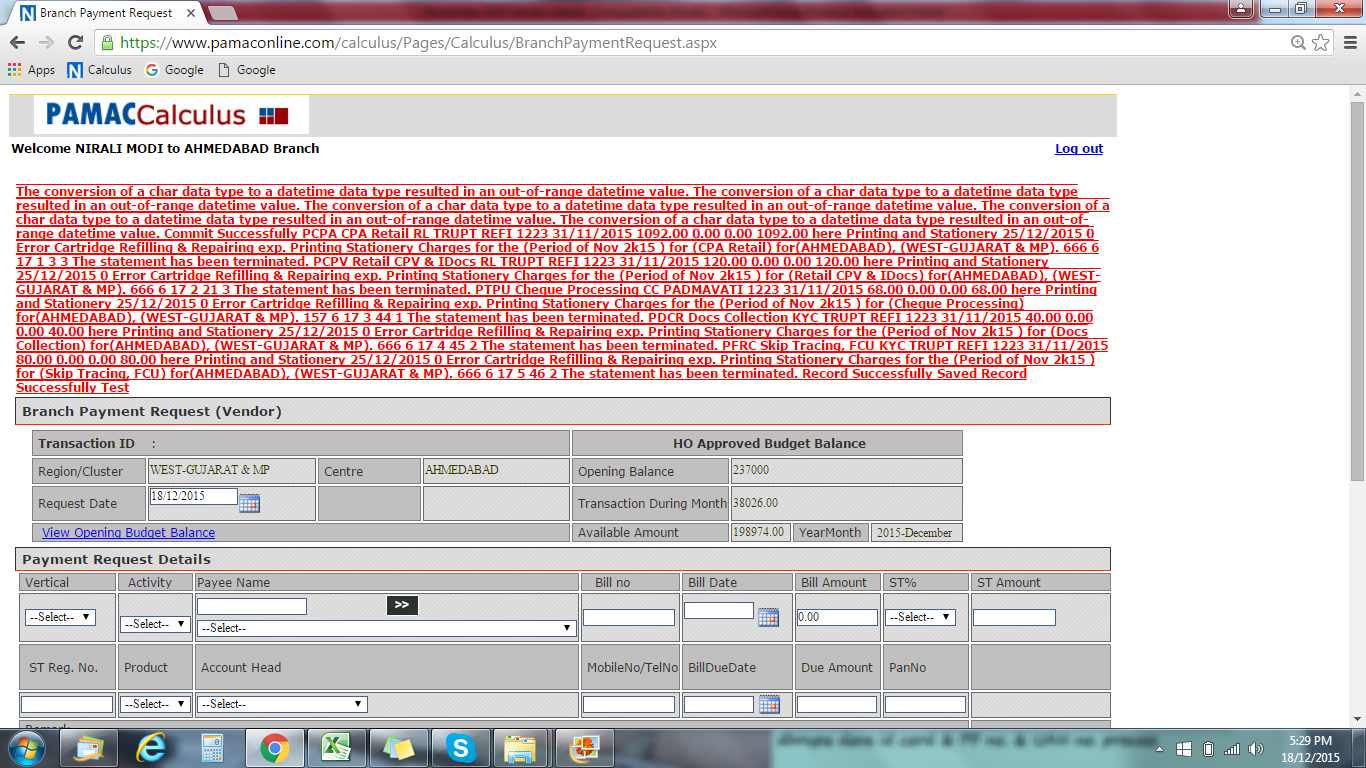 Branch Payment Request
https://www.pamaconline.com/calculus/Pages/Calculus/BranchPaymentRequest.aspx
Apps Calculus Google Google
PAMACCalculus
Welcome NIRALI MODI to AHMEDABAD Branch Log out
The conversion of a char data type to a datetime data type resulted in an out-of-range datetime value. The conversion of a char data type to a datetime data type
resulted in an out-of-range datetime value. The conversion of a char data type to a datetime data type resulted in an out-of-range datetime value. The conversion of a
char data type to a datetime data type resulted in an out-of-range datetime value. The conversion of a char data type to a datetime data type resulted in an out-of-
range datetime value. Commit Successfully PCPA CPA Retail RL TRUPT REFI 1223 31/11/2015 1092.00 0.00 0.00 1092.00 here Printing and Stationery 25/12/2015 0
Error Cartridge Refilling & Repairing exp. Printing Stationery Charges for the (Period of Nov 2k15 ) for (CPA Retail) for(AHMEDABAD), (WEST-GUJARAT & MP). 666 6
17 1 3 3 The statement has been terminated. PCPV Retail CPV & IDocs RL TRUPT REFI 1223 31/11/2015 120.00 0.00 0.00 120.00 here Printing and Stationery
25/12/2015 0 Error Cartridge Refilling & Repairing exp. Printing Stationery Charges for the (Period of Nov 2k15 ) for (Retail CPV & IDocs) for(AHMEDABAD), (WEST-
GUJARAT & MP). 666 6 17 2 21 3 The statement has been terminated. PTPU Cheque Processing CC PADMAVATI 1223 31/11/2015 68.00 0.00 0.00 68.00 here Printing
and Stationery 25/12/2015 0 Error Cartridge Refilling & Repairing exp. Printing Stationery Charges for the (Period of Nov 2k15 ) for (Cheque Processing)
for(AHMEDABAD), (WEST-GUJARAT & MP). 157 6 17 3 44 1 The statement has been terminated. PDCR Docs Collection KYC TRUPT REFI 1223 31/11/2015 40.00 0.00
0.00 40.00 here Printing and Stationery 25/12/2015 0 Error Cartridge Refilling & Repairing exp. Printing Stationery Charges for the (Period of Nov 2k15 ) for (Docs
Collection) for(AHMEDABAD), (WEST-GUJARAT & MP). 666 6 17 4 45 2 The statement has been terminated. PFRC Skip Tracing, FCU KYC TRUPT REFI 1223 31/11/2015
80.00 0.00 0.00 80.00 here Printing and Stationery 25/12/2015 0 Error Cartridge Refilling & Repairing exp. Printing Stationery Charges for the (Period of Nov 2k15 )
for (Skip Tracing, FCU) for(AHMEDABAD), (WEST-GUJARAT & MP). 666 6 17 5 46 2 The statement has been terminated. Record Successfully Saved Record
Successfully Test
Branch Payment Request (Vendor)
Transaction ID : HO Approved Budget Balance
Region/Cluster WEST-GUJARAT & MP Centre AHMEDABAD Opening Balance 237000
Request Date 18/12/2015 Transaction During Month 38026.00
View Opening Budget Balance Available Amount 198974.00 YearMonth 2015-December
Payment Request Details
Vertical Activity Payee Name Bill no Bill Date Bill Amount ST% ST Amount
>>
--Select-- --Select-- --Select-- 0.00 --Select--
ST Reg. No. Product Account Head MobileNo/TelNo BillDueDate Due Amount PanNo
--Select-- --Select--
5:29 PM
18/12/2015